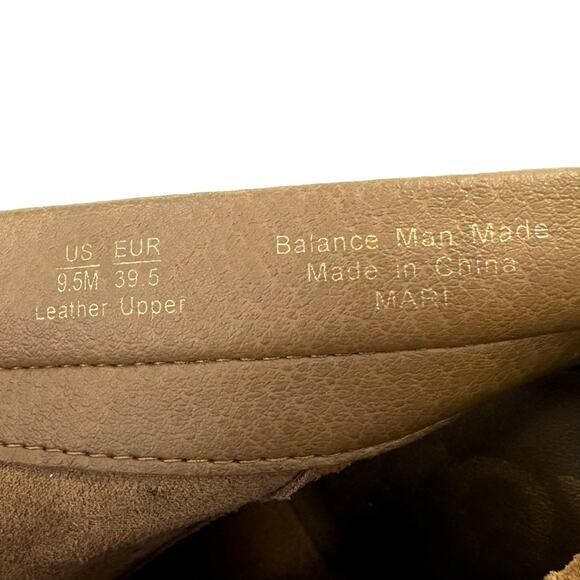 US EUR
9.5M 39.5
Leather Upper
Balance Man Made
Made in China
MARI